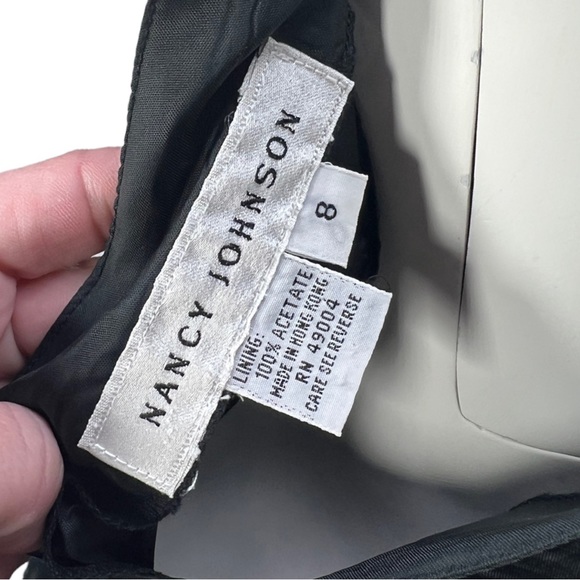 NANCY JOHNSON
8
LINING:
100% ACETATE
MADE IN HONG KONG
RN 49004
CARE SEE REVERSE